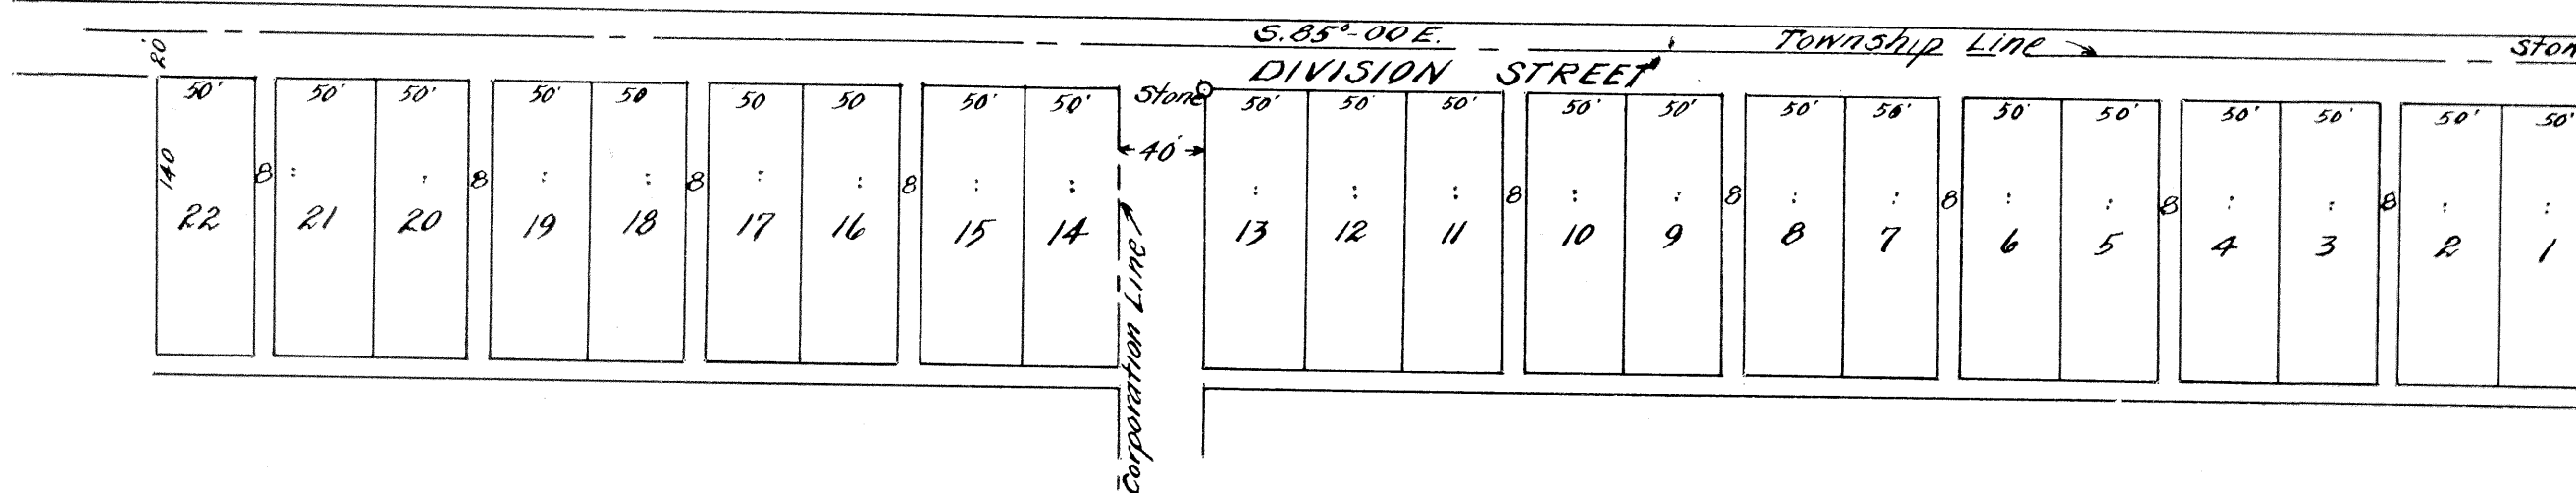 S. 85°-00 E.
Township Line
DIVISION STREET
20'
50' 50' 50' 50' 50 50 50 50' 50' Stone 50' 50' 50' 50' 50' 50' 56' 50' 50' 50' 50' 50' 50'
40'
140 8 8 8 8 8 8 8 8 8
22 21 20 19 18 17 16 15 14 13 12 11 10 9 8 7 6 5 4 3 2 1
Corporation Line